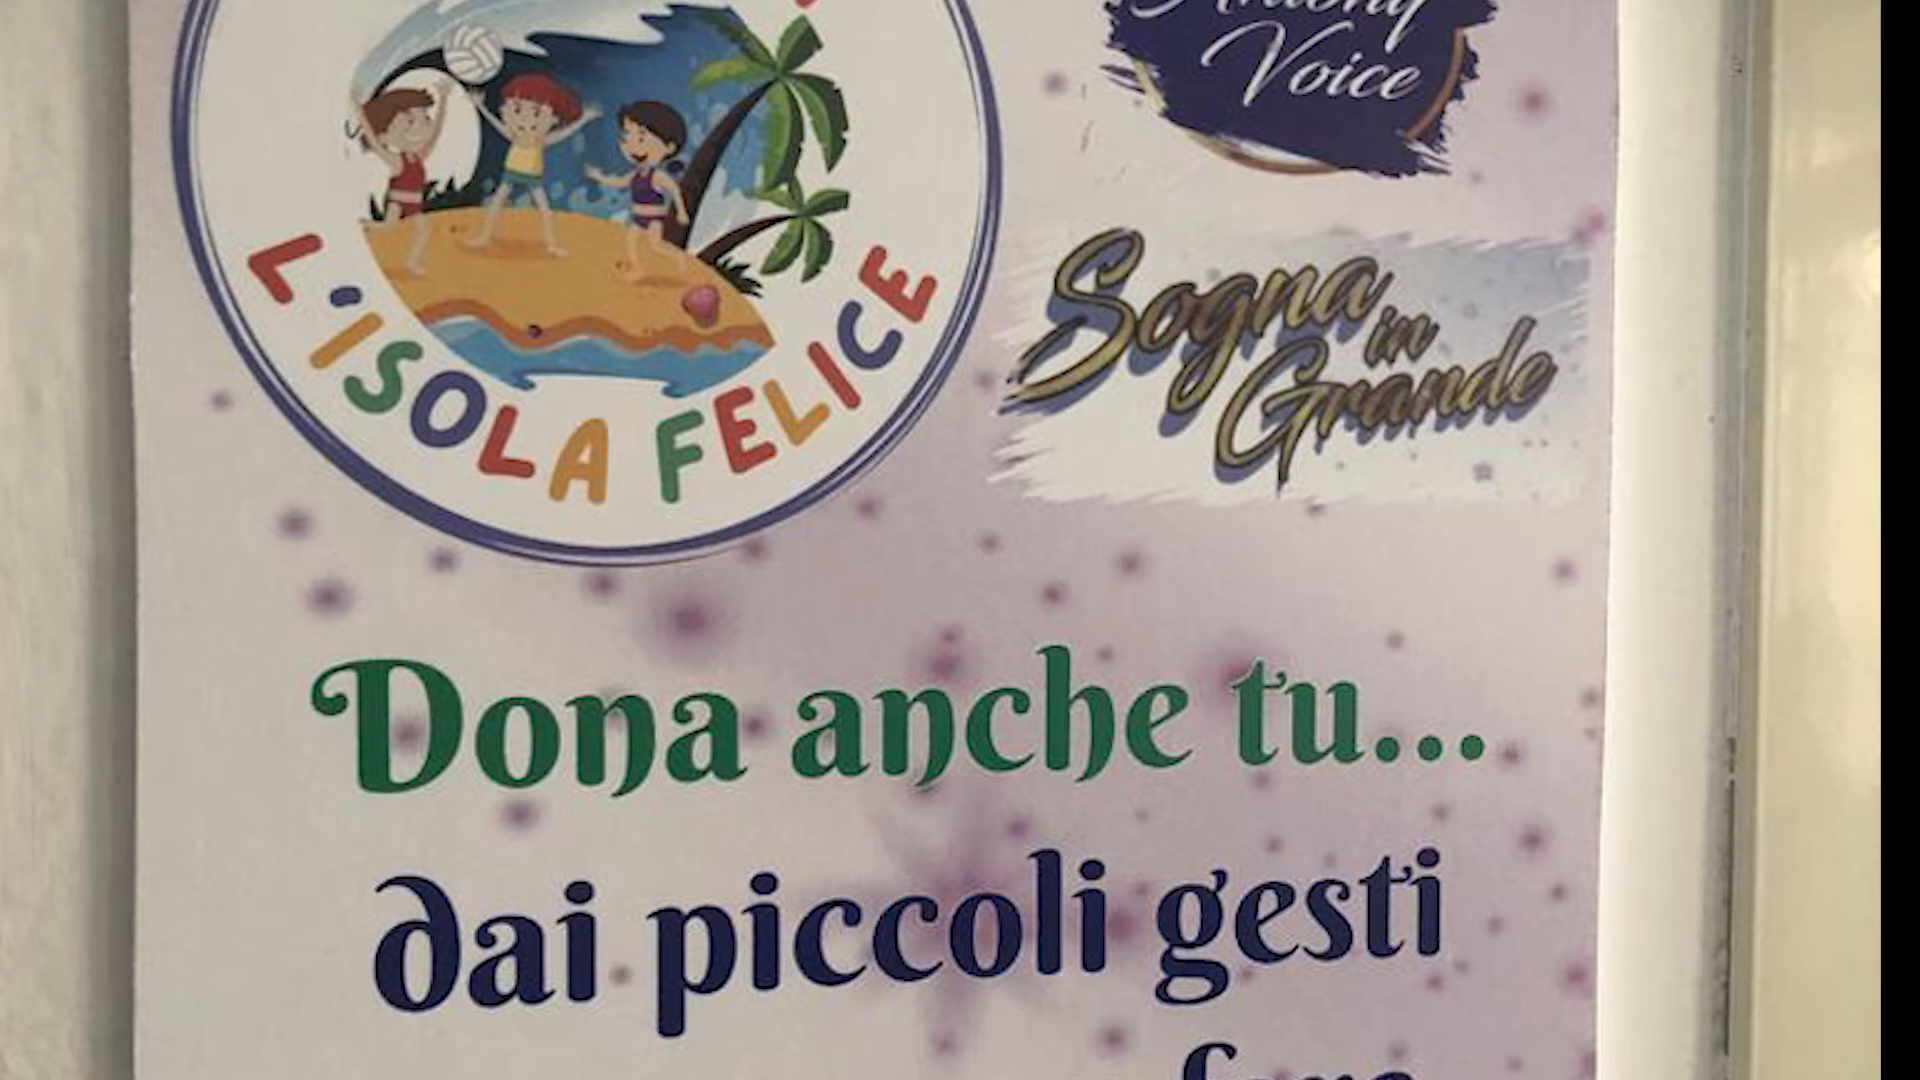 Voice
L'ISOLA FELICE
Sogna
in
Grande
Dona anche tu...
dai piccoli gesti